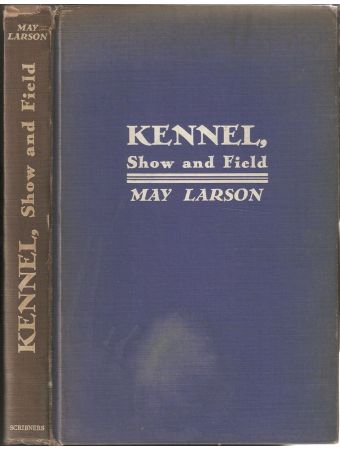 MAY
LARSON
KENNEL, Show and Field
SCRIBNERS
KENNEL,
Show and Field
MAY LARSON